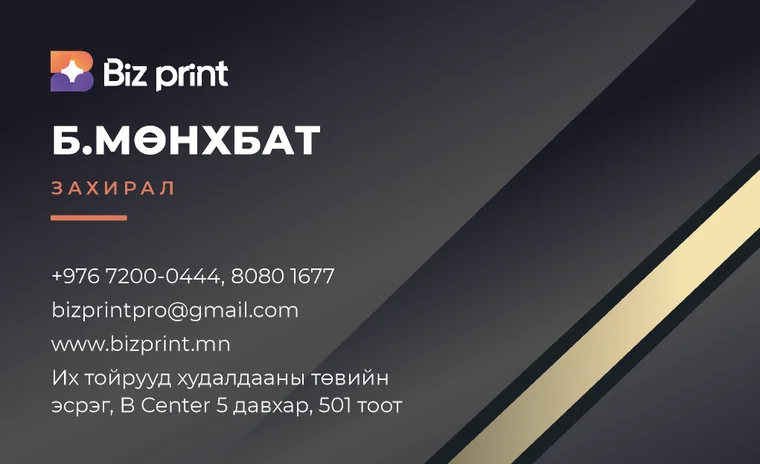 Biz print
Б.МӨНХБАТ
ЗАХИРАЛ
+976 7200-0444, 8080 1677
bizprintpro@gmail.com
www.bizprint.mn
Их тойрууд худалдааны төвийн
эсрэг, B Center 5 давхар, 501 тоот